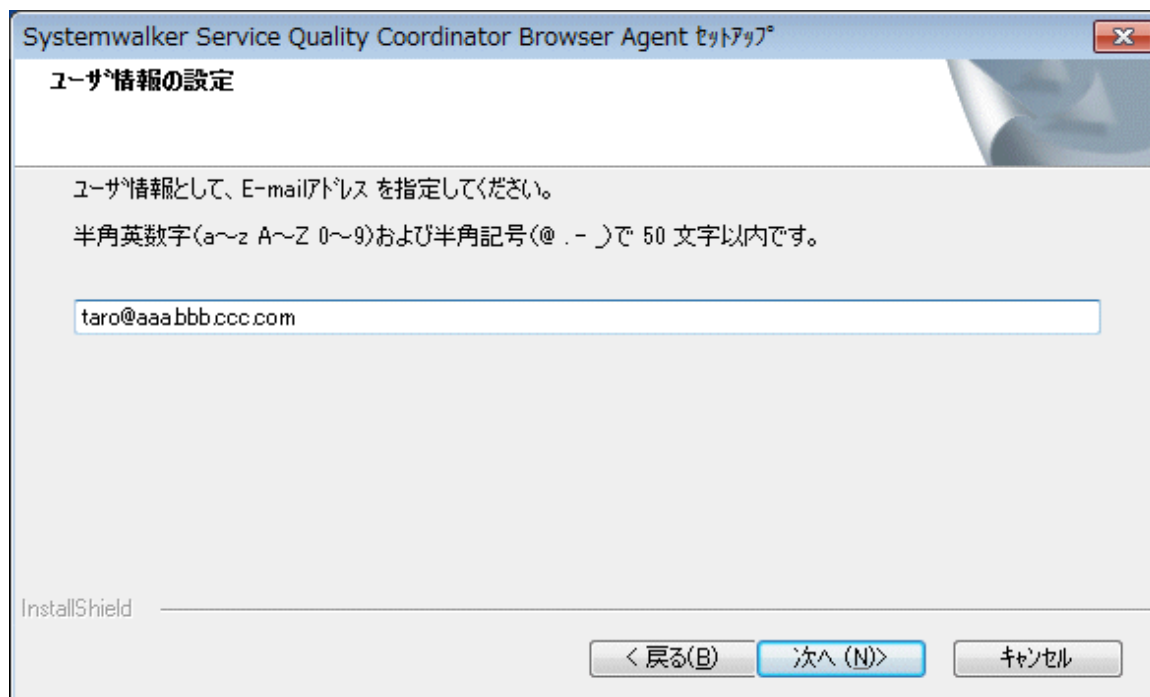 Systemwalker Service Quality Coordinator Browser Agent ｾｯﾄｱｯﾌﾟ
ﾕｰｻﾞ情報の設定
ﾕｰｻﾞ情報として、E-mailｱﾄﾞﾚｽ を指定してください。
半角英数字(a～z A～Z 0～9)および半角記号(@ . - _)で 50 文字以内です。
taro@aaa.bbb.ccc.com
InstallShield
< 戻る(B)
次へ (N)>
ｷｬﾝｾﾙ